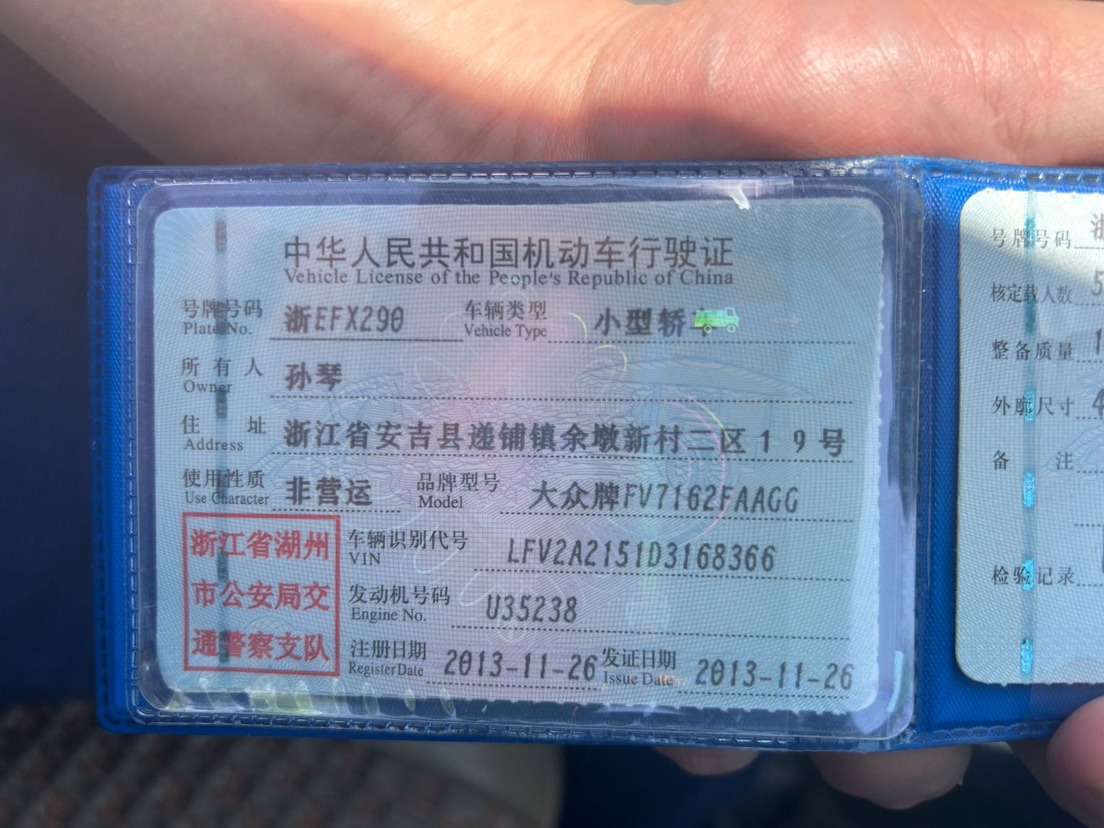 中华人民共和国机动车行驶证
Vehicle License of the People's Republic of China
号牌号码 浙EFX290 车辆类型 小型轿车
Plate No. Vehicle Type
所有人 孙琴
Owner
住址 浙江省安吉县递铺镇余墩新村二区19号
Address
使用性质 非营运 品牌型号 大众牌FV7162FAAGG
Use Character Model
浙江省湖州
市公安局交
通警察支队
车辆识别代号 LFV2A2151D3168366
VIN
发动机号码 U35238
Engine No.
注册日期 2013-11-26 发证日期 2013-11-26
Register Date Issue Date
号牌号码 浙
核定载人数 5
整备质量 1
外廓尺寸 4
备注
检验记录